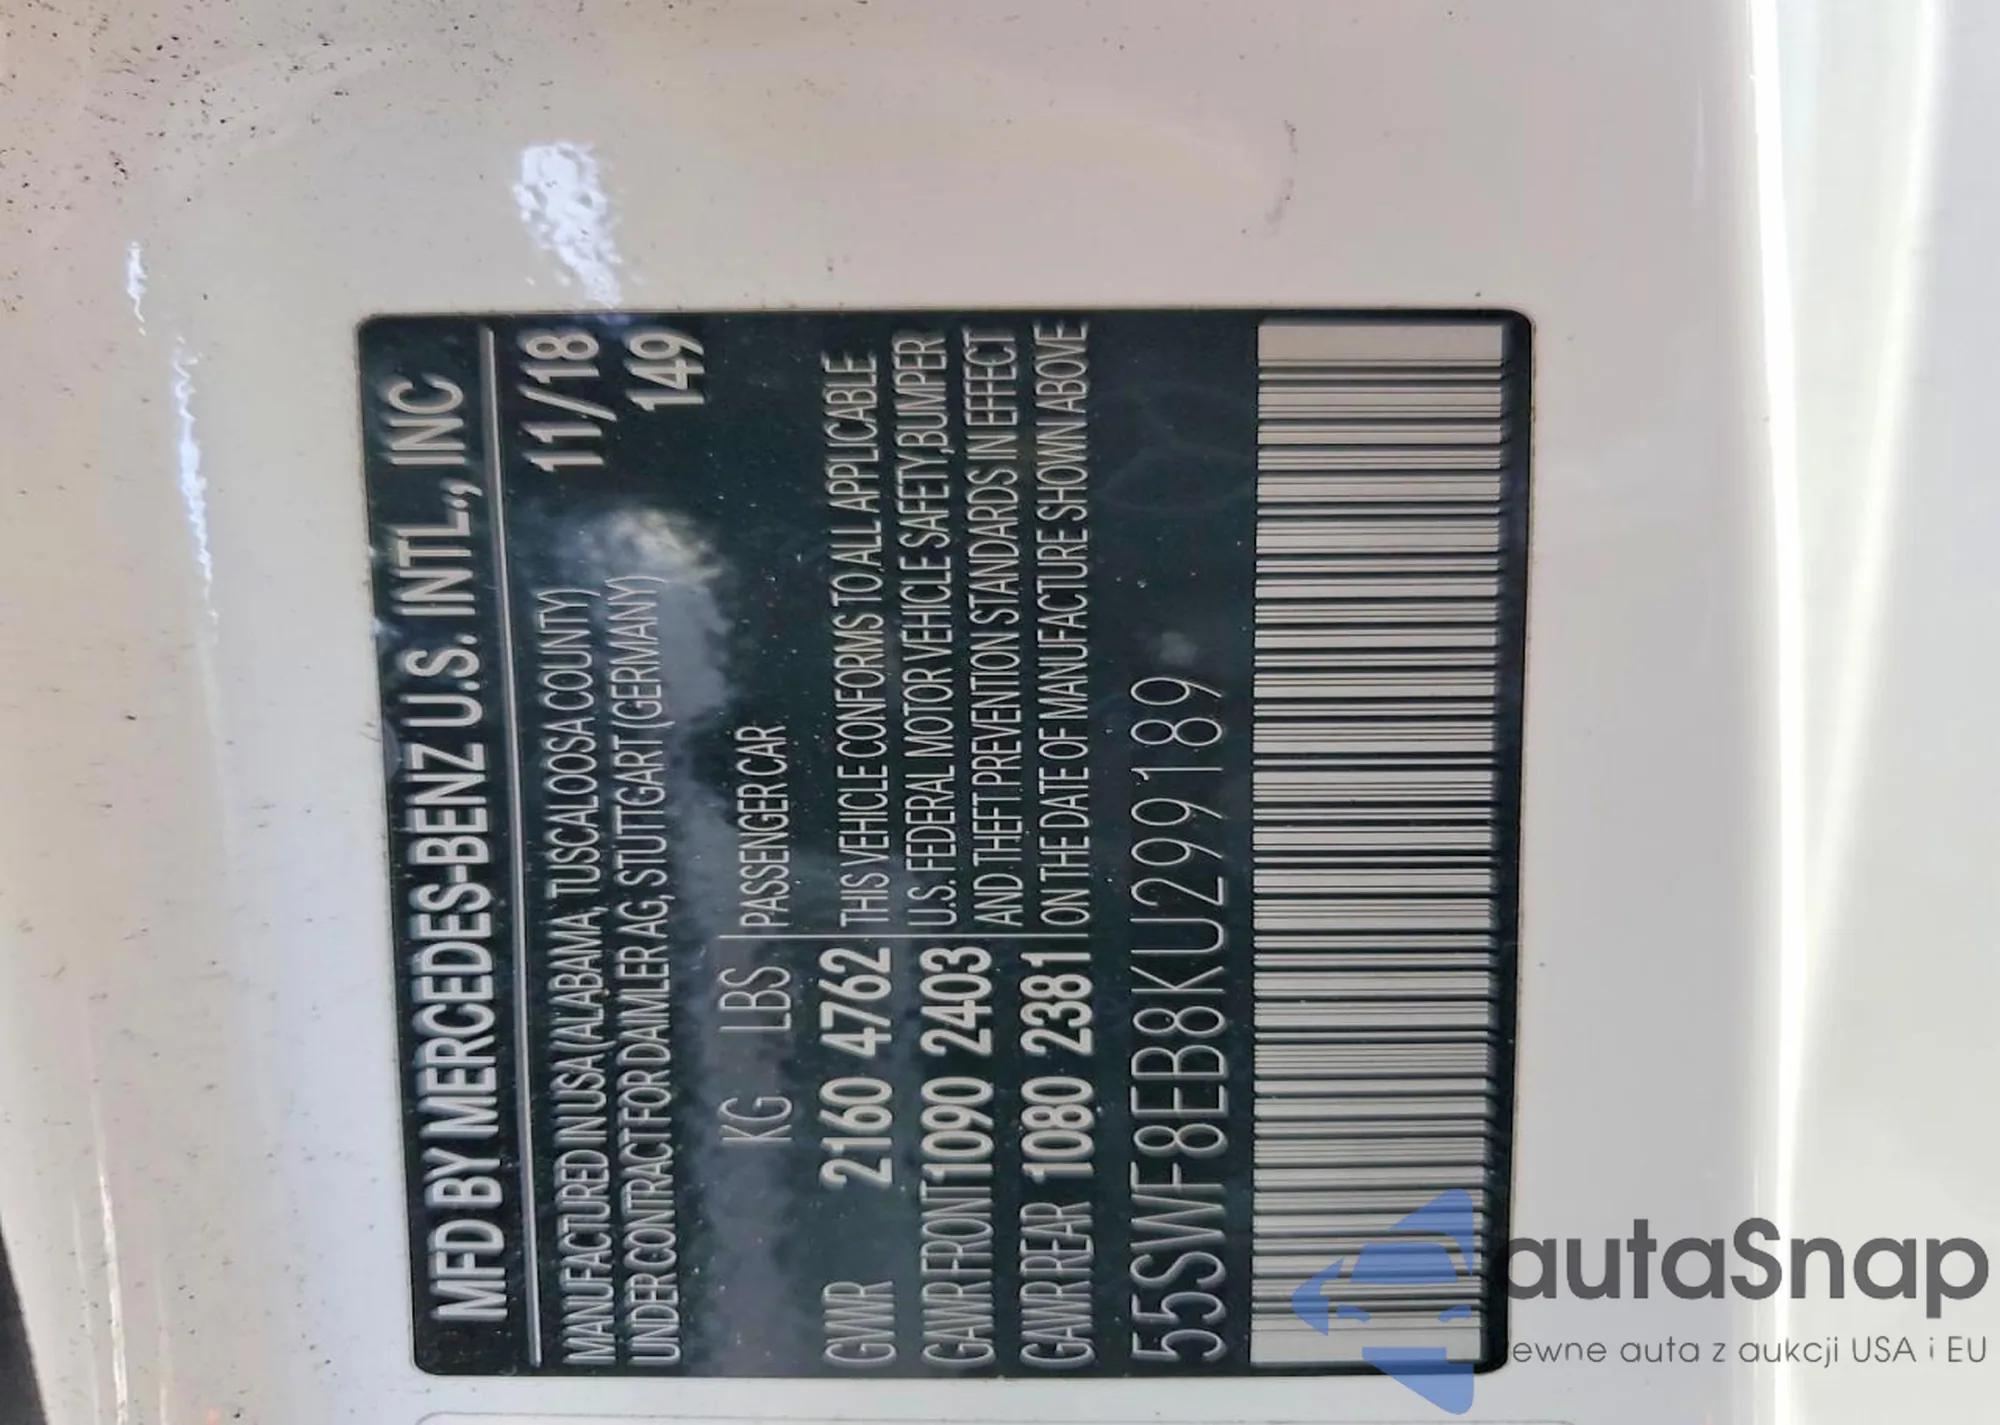 MFD BY MERCEDES-BENZ U.S. INTL., INC
MANUFACTURED IN USA (ALABAMA, TUSCALOOSA COUNTY) 11/18
UNDER CONTRACT FOR DAIMLER AG, STUTTGART (GERMANY) 149
KG LBS PASSENGER CAR
GVWR 2160 4762 THIS VEHICLE CONFORMS TO ALL APPLICABLE
U.S. FEDERAL MOTOR VEHICLE SAFETY,BUMPER
GAWR FRONT 1090 2403 AND THEFT PREVENTION STANDARDS IN EFFECT
GAWR REAR 1080 2381 ON THE DATE OF MANUFACTURE SHOWN ABOVE
55SWF8EB8KU299189
autaSnap
ewne auta z aukcji USA i EU